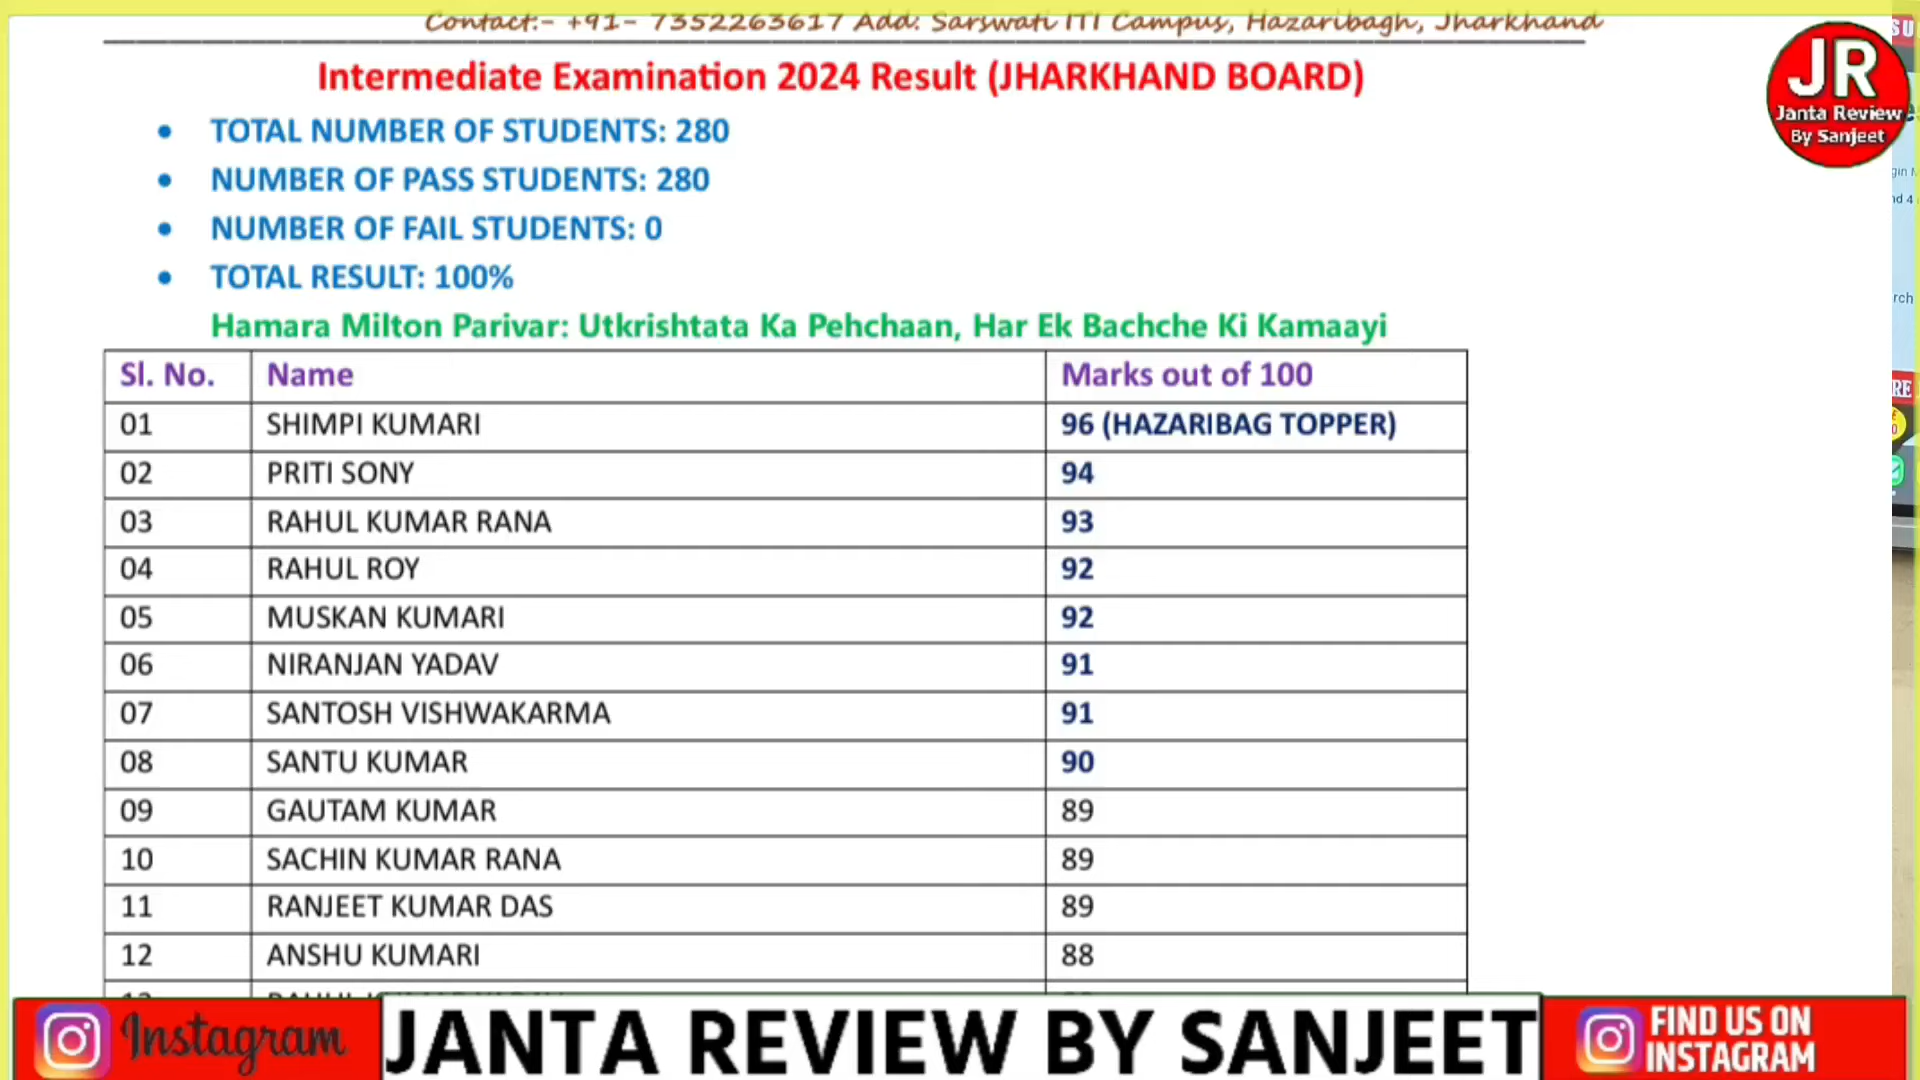 Contact:- +91- 7352263617 Add: Sarswati ITI Campus, Hazaribagh, Jharkhand
Intermediate Examination 2024 Result (JHARKHAND BOARD)
• TOTAL NUMBER OF STUDENTS: 280
• NUMBER OF PASS STUDENTS: 280
• NUMBER OF FAIL STUDENTS: 0
• TOTAL RESULT: 100%
Hamara Milton Parivar: Utkrishtata Ka Pehchaan, Har Ek Bachche Ki Kamaayi
Sl. No. Name Marks out of 100
01 SHIMPI KUMARI 96 (HAZARIBAG TOPPER)
02 PRITI SONY 94
03 RAHUL KUMAR RANA 93
04 RAHUL ROY 92
05 MUSKAN KUMARI 92
06 NIRANJAN YADAV 91
07 SANTOSH VISHWAKARMA 91
08 SANTU KUMAR 90
09 GAUTAM KUMAR 89
10 SACHIN KUMAR RANA 89
11 RANJEET KUMAR DAS 89
12 ANSHU KUMARI 88
JR
Janta Review
By Sanjeet
Instagram
JANTA REVIEW BY SANJEET
FIND US ON
INSTAGRAM